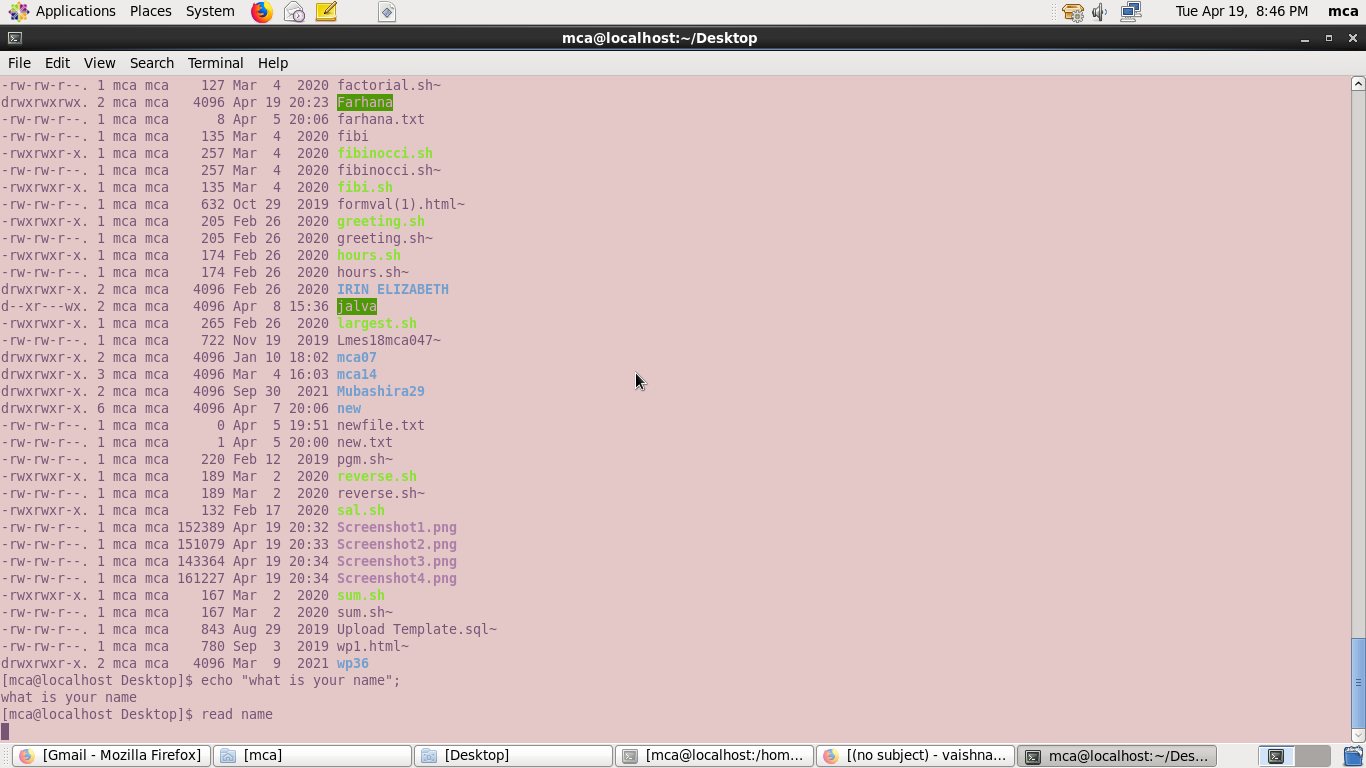 Applications Places System Tue Apr 19, 8:46 PM mca
mca@localhost:~/Desktop
File Edit View Search Terminal Help
-rw-rw-r--. 1 mca mca    127 Mar  4  2020 factorial.sh~
drwxrwxrwx. 2 mca mca   4096 Apr 19 20:23 Farhana
-rw-rw-r--. 1 mca mca      8 Apr  5 20:06 farhana.txt
-rw-rw-r--. 1 mca mca    135 Mar  4  2020 fibi
-rwxrwxr-x. 1 mca mca    257 Mar  4  2020 fibinocci.sh
-rw-rw-r--. 1 mca mca    257 Mar  4  2020 fibinocci.sh~
-rwxrwxr-x. 1 mca mca    135 Mar  4  2020 fibi.sh
-rw-rw-r--. 1 mca mca    632 Oct 29  2019 formval(1).html~
-rwxrwxr-x. 1 mca mca    205 Feb 26  2020 greeting.sh
-rw-rw-r--. 1 mca mca    205 Feb 26  2020 greeting.sh~
-rwxrwxr-x. 1 mca mca    174 Feb 26  2020 hours.sh
-rw-rw-r--. 1 mca mca    174 Feb 26  2020 hours.sh~
drwxrwxr-x. 2 mca mca   4096 Feb 26  2020 IRIN ELIZABETH
d--xr---wx. 2 mca mca   4096 Apr  8 15:36 jalva
-rwxrwxr-x. 1 mca mca    265 Feb 26  2020 largest.sh
-rw-rw-r--. 1 mca mca    722 Nov 19  2019 Lmes18mca047~
drwxrwxr-x. 2 mca mca   4096 Jan 10 18:02 mca07
drwxrwxr-x. 3 mca mca   4096 Mar  4 16:03 mca14
drwxrwxr-x. 2 mca mca   4096 Sep 30  2021 Mubashira29
drwxrwxr-x. 6 mca mca   4096 Apr  7 20:06 new
-rw-rw-r--. 1 mca mca      0 Apr  5 19:51 newfile.txt
-rw-rw-r--. 1 mca mca      1 Apr  5 20:00 new.txt
-rw-rw-r--. 1 mca mca    220 Feb 12  2019 pgm.sh~
-rwxrwxr-x. 1 mca mca    189 Mar  2  2020 reverse.sh
-rw-rw-r--. 1 mca mca    189 Mar  2  2020 reverse.sh~
-rwxrwxr-x. 1 mca mca    132 Feb 17  2020 sal.sh
-rw-rw-r--. 1 mca mca 152389 Apr 19 20:32 Screenshot1.png
-rw-rw-r--. 1 mca mca 151079 Apr 19 20:33 Screenshot2.png
-rw-rw-r--. 1 mca mca 143364 Apr 19 20:34 Screenshot3.png
-rw-rw-r--. 1 mca mca 161227 Apr 19 20:34 Screenshot4.png
-rwxrwxr-x. 1 mca mca    167 Mar  2  2020 sum.sh
-rw-rw-r--. 1 mca mca    167 Mar  2  2020 sum.sh~
-rw-rw-r--. 1 mca mca    843 Aug 29  2019 Upload Template.sql~
-rw-rw-r--. 1 mca mca    780 Sep  3  2019 wp1.html~
drwxrwxr-x. 2 mca mca   4096 Mar  9  2021 wp36
[mca@localhost Desktop]$ echo "what is your name";
what is your name
[mca@localhost Desktop]$ read name
[Gmail - Mozilla Firefox] [mca] [Desktop] [mca@localhost:/hom... [(no subject) - vaishna... mca@localhost:~/Des...